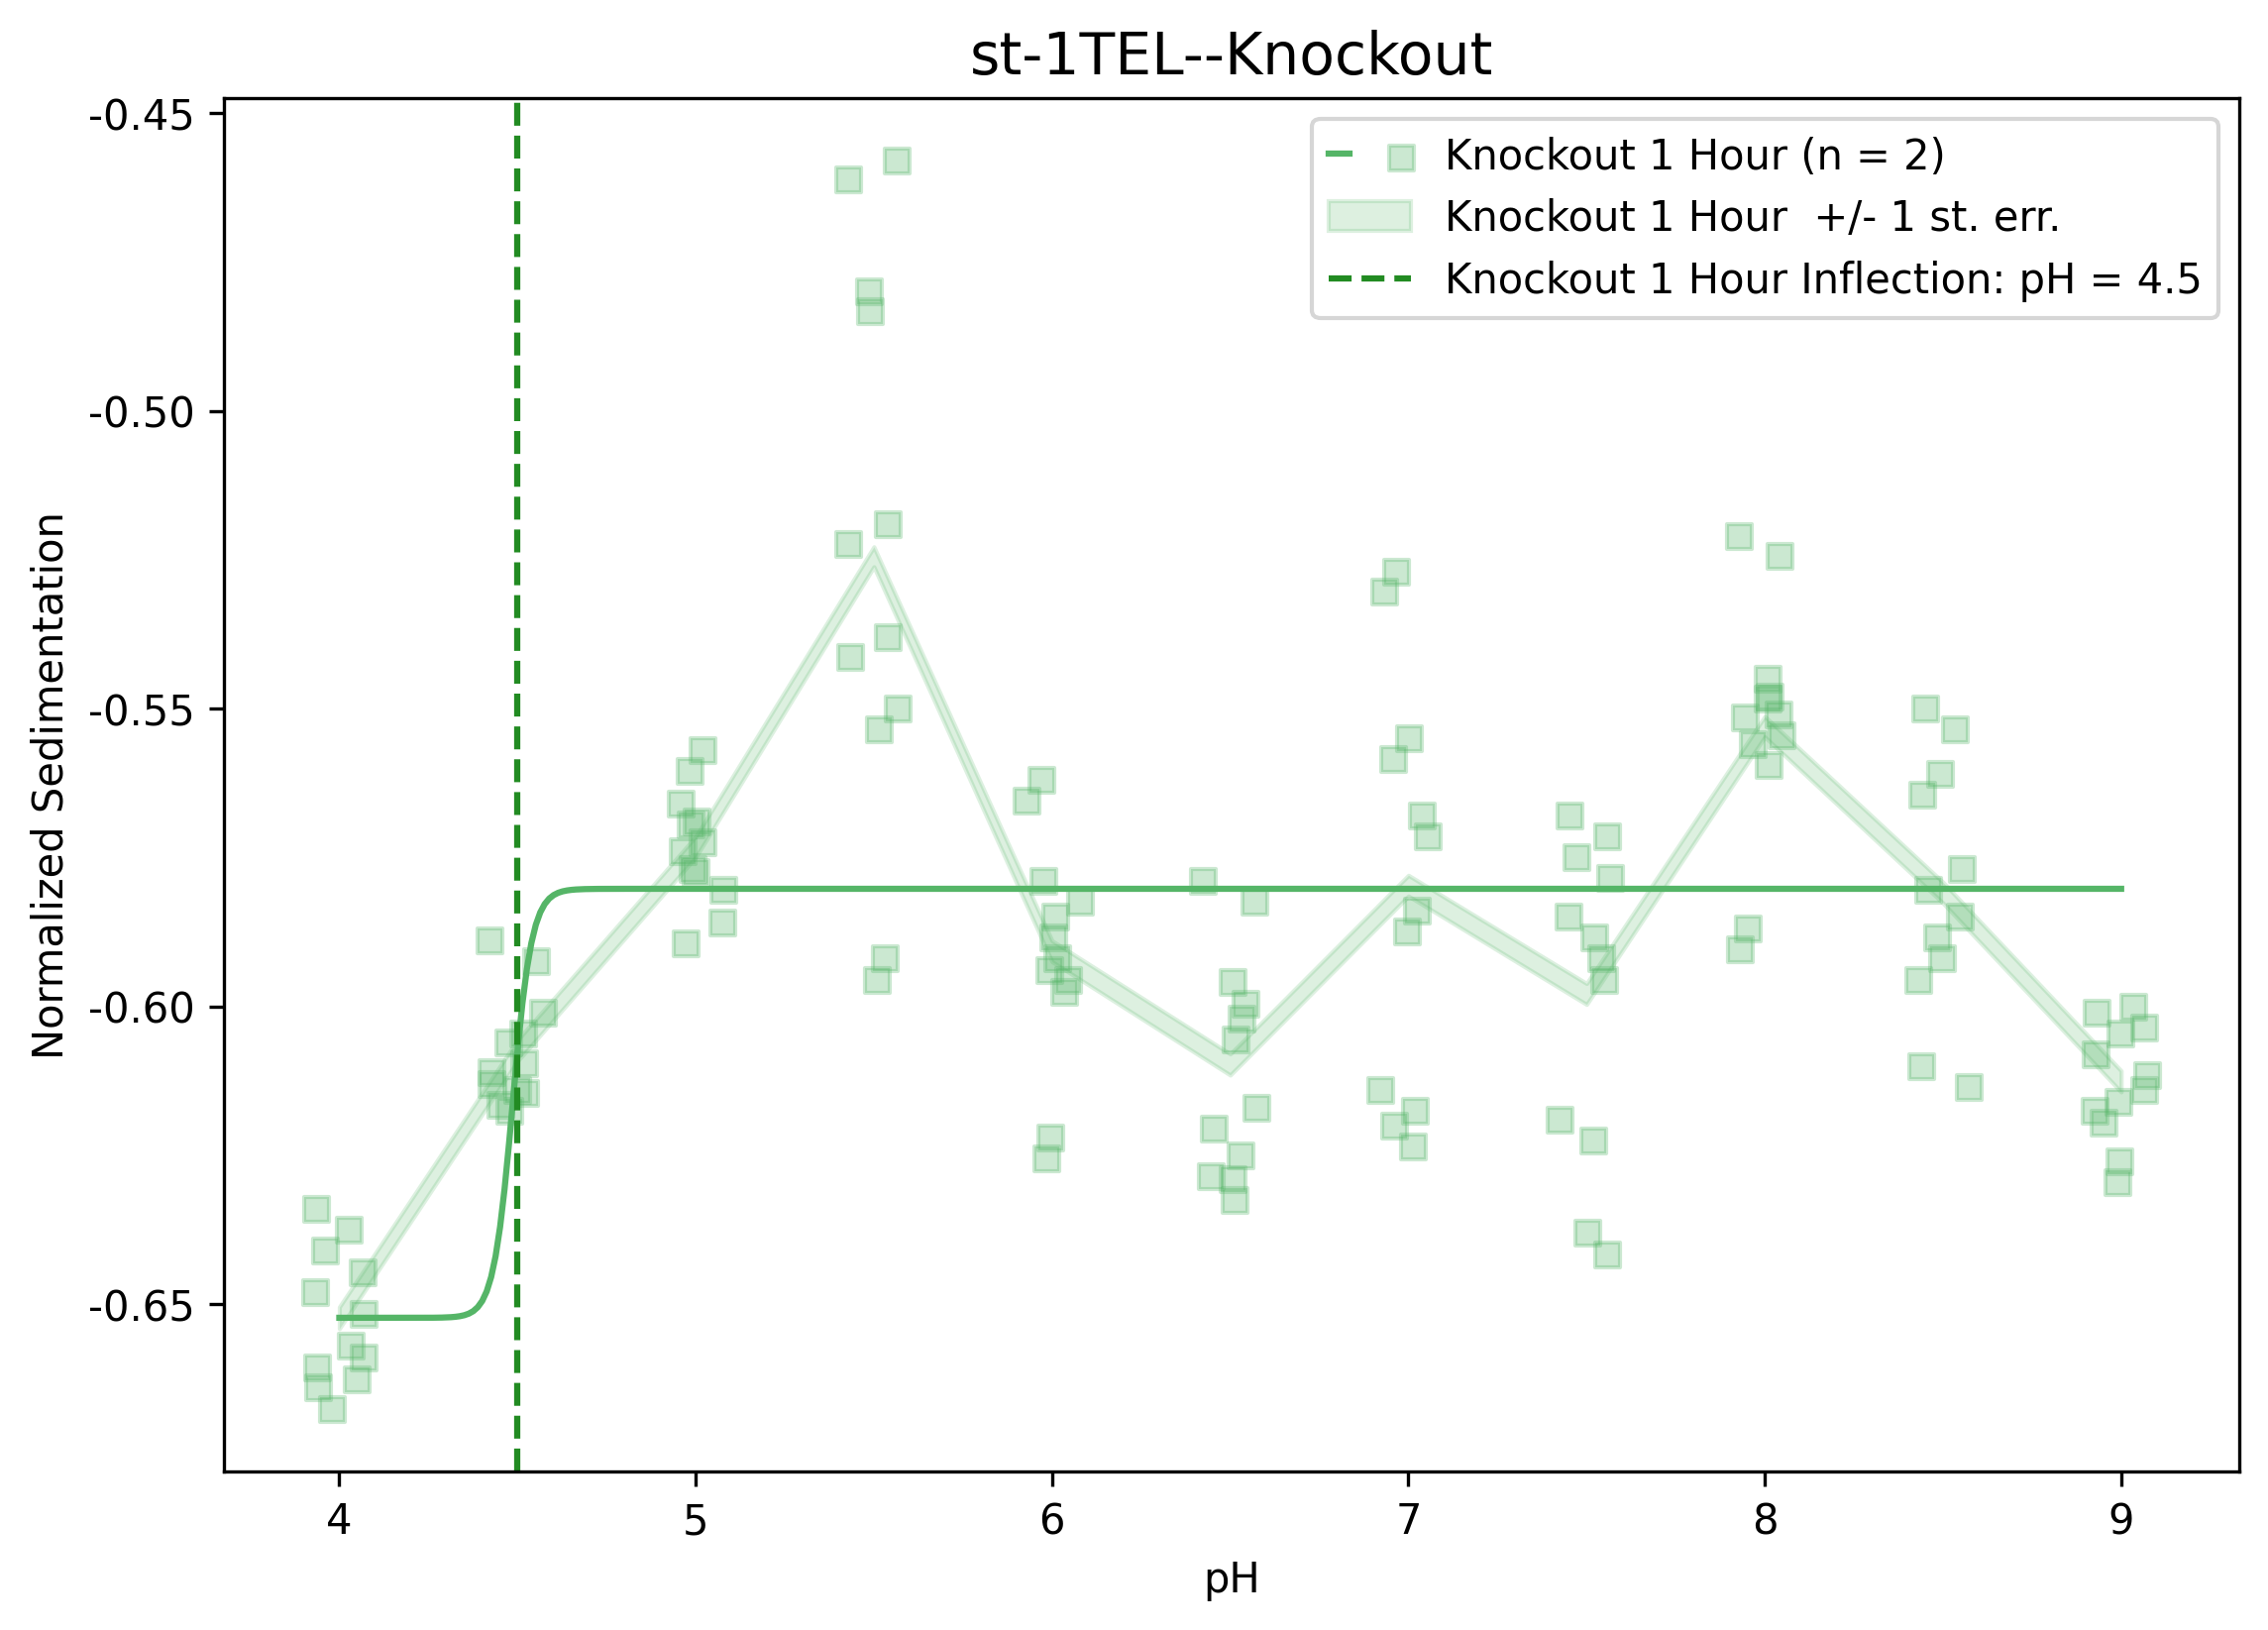 st-1TEL--Knockout
Knockout 1 Hour (n = 2)
Knockout 1 Hour  +/- 1 st. err.
Knockout 1 Hour Inflection: pH = 4.5
Normalized Sedimentation
-0.45
-0.50
-0.55
-0.60
-0.65
4 5 6 7 8 9
pH